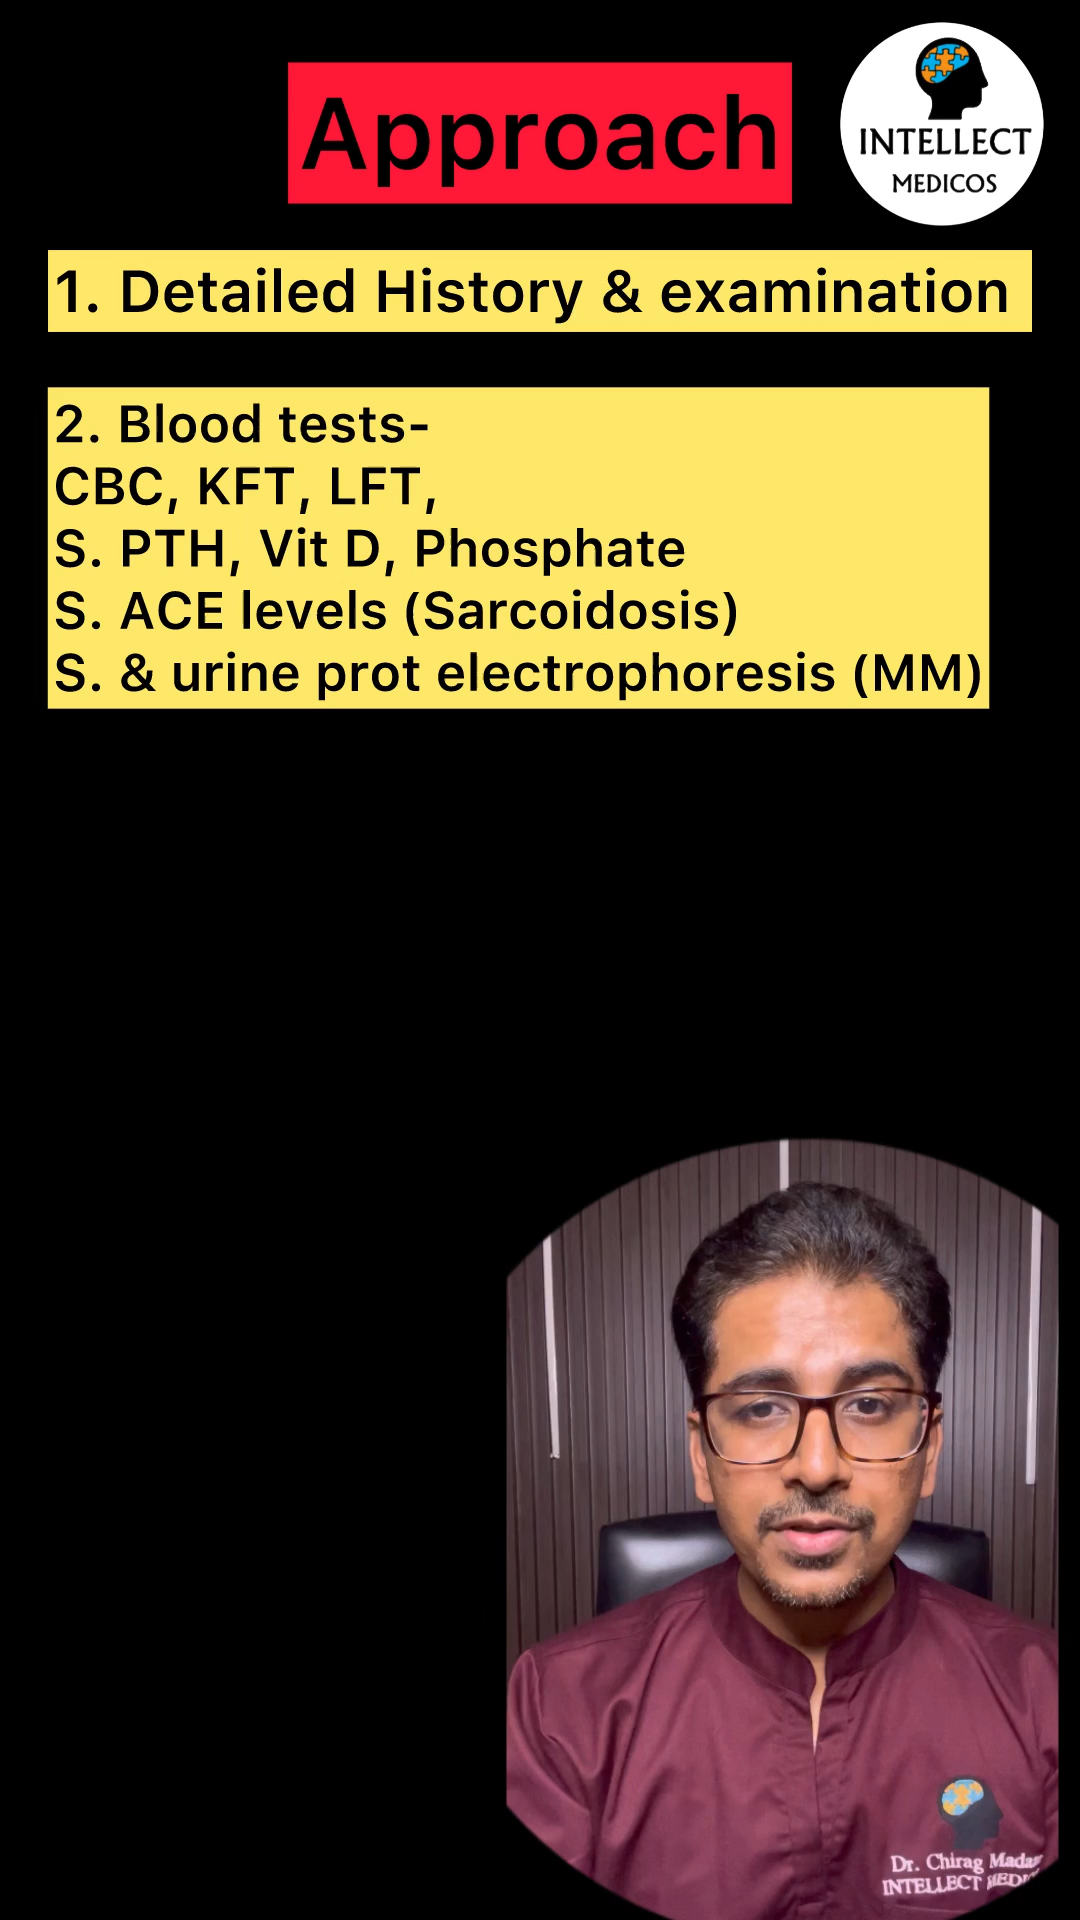 Approach
INTELLECT
MEDICOS
1. Detailed History & examination
2. Blood tests-
CBC, KFT, LFT,
S. PTH, Vit D, Phosphate
S. ACE levels (Sarcoidosis)
S. & urine prot electrophoresis (MM)
Dr. Chirag Madan
INTELLECT